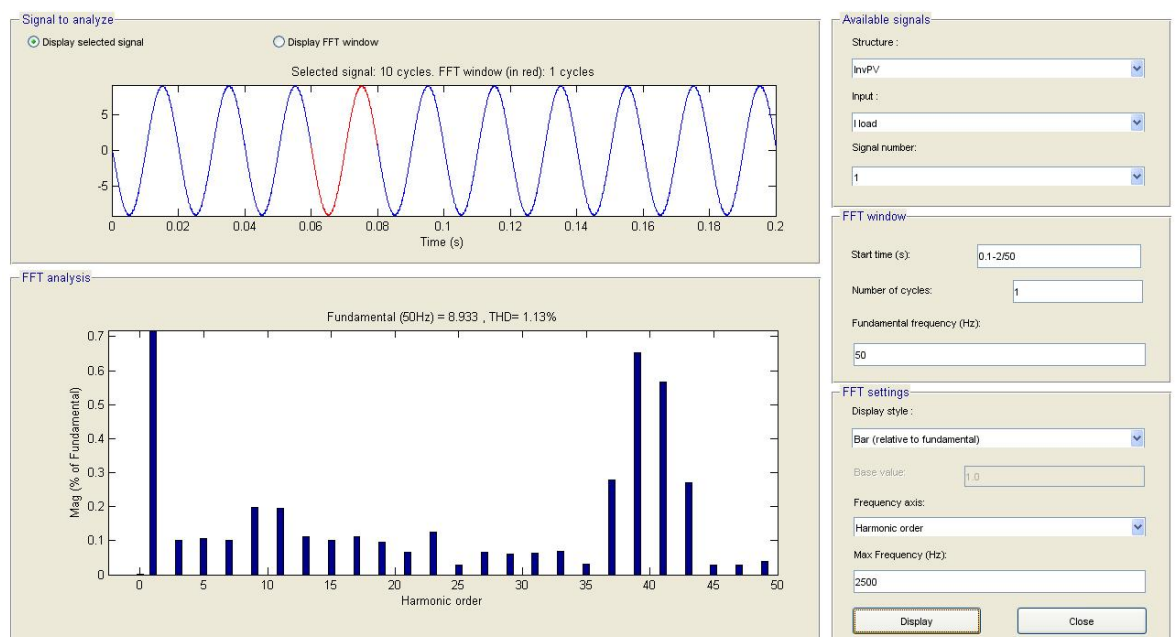 Signal to analyze
Display selected signal
Display FFT window
Selected signal: 10 cycles. FFT window (in red): 1 cycles
5
0
-5
0 0.02 0.04 0.06 0.08 0.1 0.12 0.14 0.16 0.18 0.2
Time (s)
FFT analysis
Fundamental (50Hz) = 8.933 , THD= 1.13%
0.7
0.6
0.5
0.4
0.3
0.2
0.1
0
Mag (% of Fundamental)
0 5 10 15 20 25 30 35 40 45 50
Harmonic order
Available signals
Structure :
InvPV
Input :
I load
Signal number:
1
FFT window
Start time (s): 0.1-2/50
Number of cycles: 1
Fundamental frequency (Hz):
50
FFT settings
Display style :
Bar (relative to fundamental)
Base value: 1.0
Frequency axis:
Harmonic order
Max Frequency (Hz):
2500
Display Close